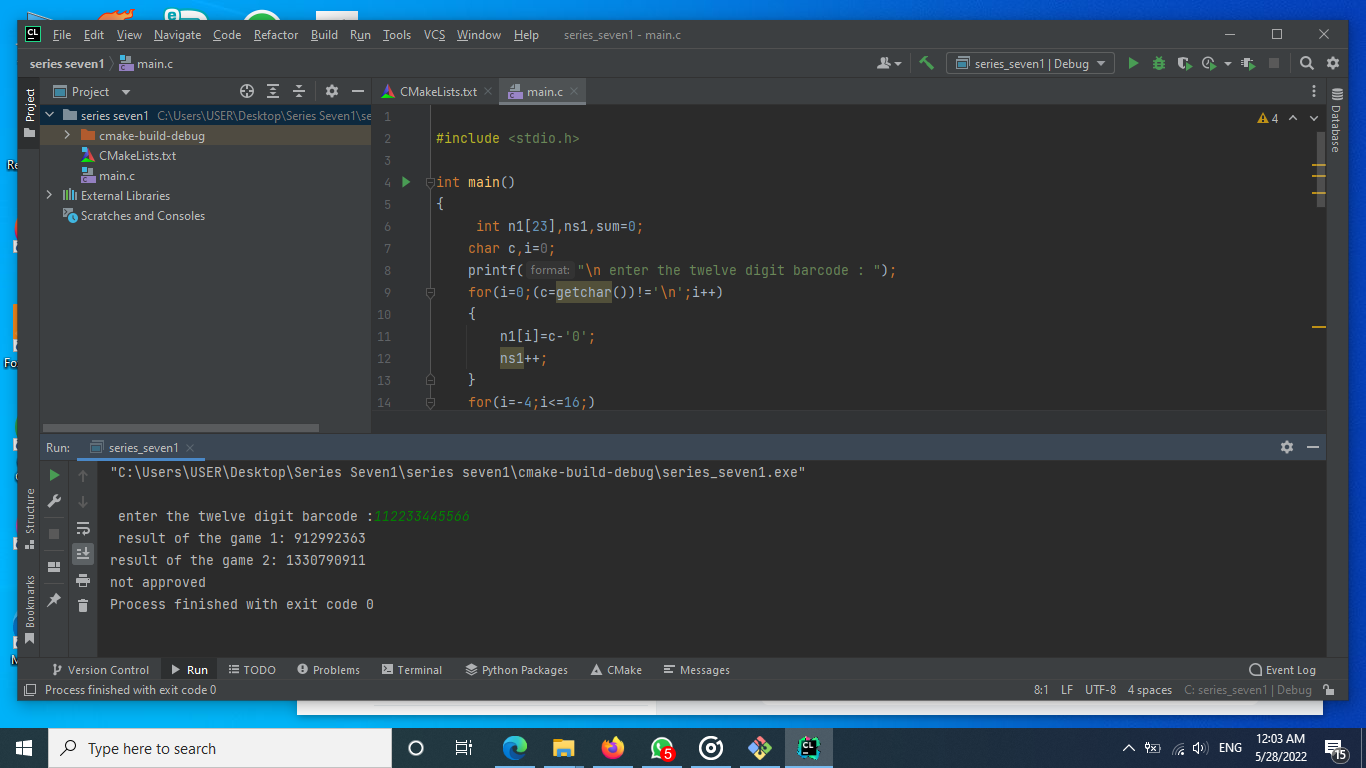 File Edit View Navigate Code Refactor Build Run Tools VCS Window Help series_seven1 - main.c
series seven1 main.c series_seven1 | Debug
Project
CMakeLists.txt main.c
series seven1 C:\Users\USER\Desktop\Series Seven1\se
cmake-build-debug
CMakeLists.txt
main.c
External Libraries
Scratches and Consoles
Project
Database
4
1
2 #include <stdio.h>
3
4 int main()
5 {
6 int n1[23],ns1,sum=0;
7 char c,i=0;
8 printf( format: "\n enter the twelve digit barcode : ");
9 for(i=0;(c=getchar())!='\n';i++)
10 {
11 n1[i]=c-'0';
12 ns1++;
13 }
14 for(i=-4;i<=16;)
Run: series_seven1
"C:\Users\USER\Desktop\Series Seven1\series seven1\cmake-build-debug\series_seven1.exe"
enter the twelve digit barcode :112233445566
result of the game 1: 912992363
result of the game 2: 1330790911
not approved
Process finished with exit code 0
Structure
Bookmarks
Version Control Run TODO Problems Terminal Python Packages CMake Messages Event Log
Process finished with exit code 0 8:1 LF UTF-8 4 spaces C: series_seven1 | Debug
Type here to search
5
ENG
12:03 AM
5/28/2022
15